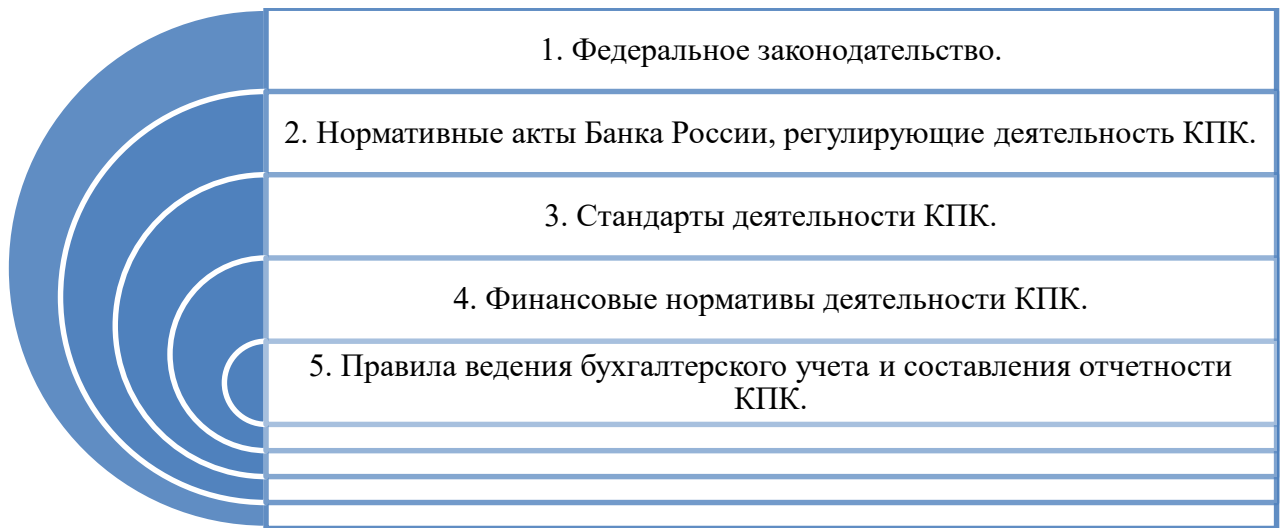 1. Федеральное законодательство.
2. Нормативные акты Банка России, регулирующие деятельность КПК.
3. Стандарты деятельности КПК.
4. Финансовые нормативы деятельности КПК.
5. Правила ведения бухгалтерского учета и составления отчетности
КПК.